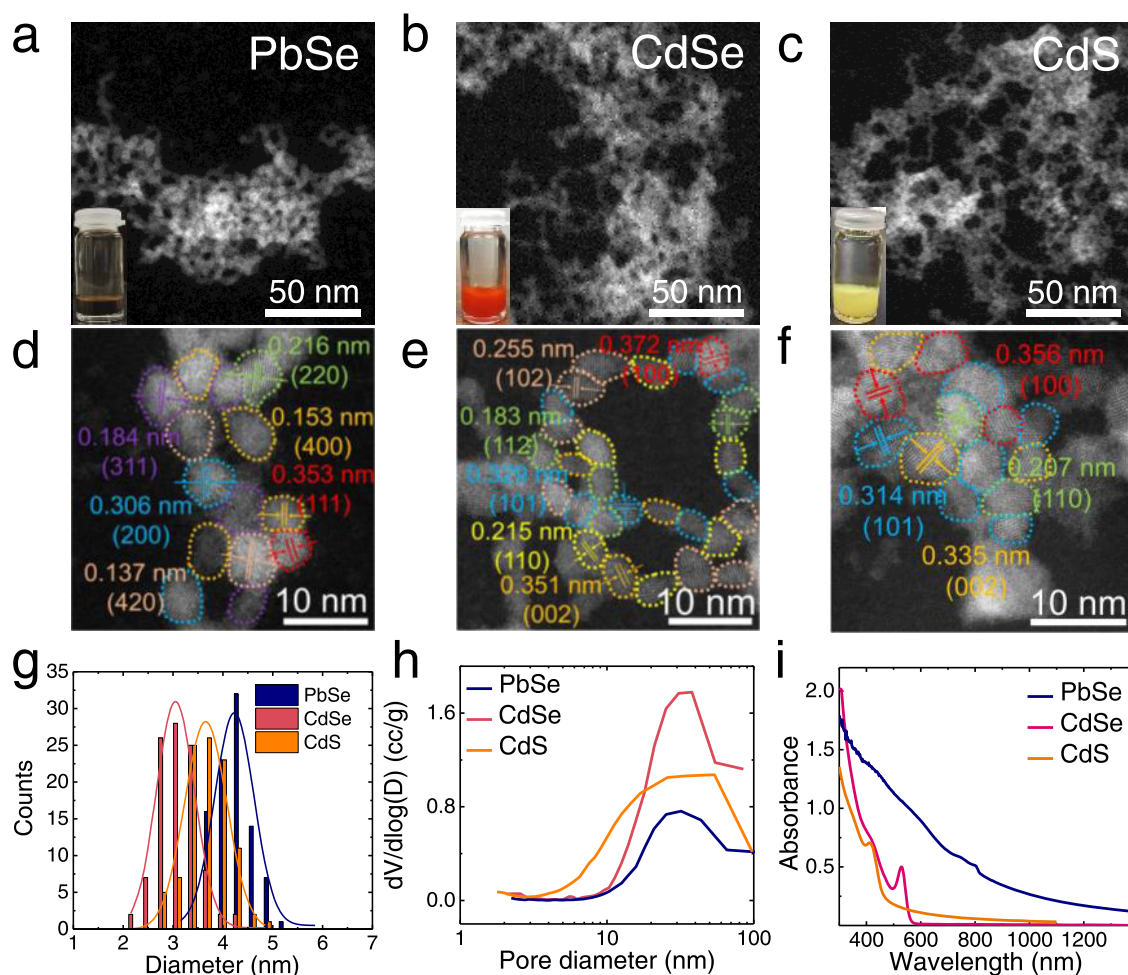 a
PbSe
50 nm
b
CdSe
50 nm
c
CdS
50 nm
d
0.216 nm
(220)
0.153 nm
(400)
0.184 nm
(311)
0.353 nm
(111)
0.306 nm
(200)
0.137 nm
(420)
10 nm
e
0.255 nm
(102)
0.372 nm
(100)
0.183 nm
(112)
0.329 nm
(101)
0.215 nm
(110)
0.351 nm
(002)
10 nm
f
0.356 nm
(100)
0.207 nm
(110)
0.314 nm
(101)
0.335 nm
(002)
10 nm
g
PbSe
CdSe
CdS
Counts
35
30
25
20
15
10
5
0
1 2 3 4 5 6 7
Diameter (nm)
h
PbSe
CdSe
CdS
dV/dlog(D) (cc/g)
1.6
0.8
0.0
1 10 100
Pore diameter (nm)
i
PbSe
CdSe
CdS
Absorbance
2.0
1.5
1.0
0.5
400 600 800 1000 1200
Wavelength (nm)